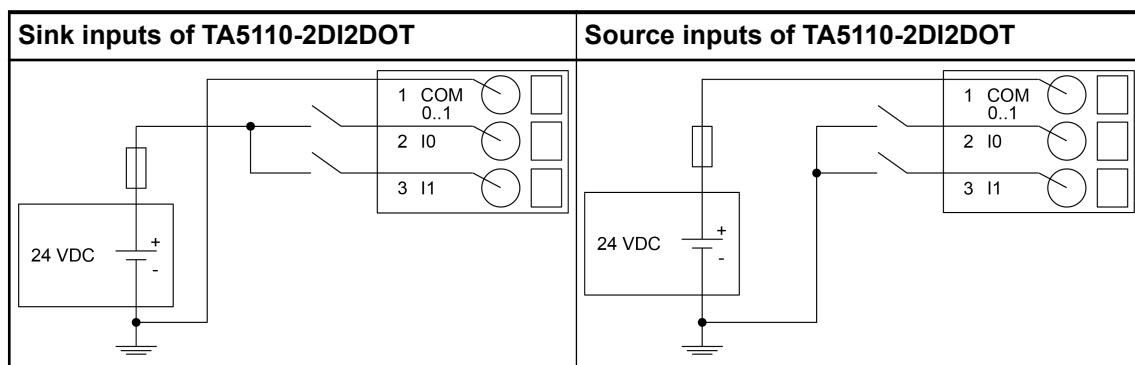 Sink inputs of TA5110-2DI2DOT
Source inputs of TA5110-2DI2DOT
1 COM
0..1
2 I0
3 I1
24 VDC
+
-
1 COM
0..1
2 I0
3 I1
24 VDC
+
-